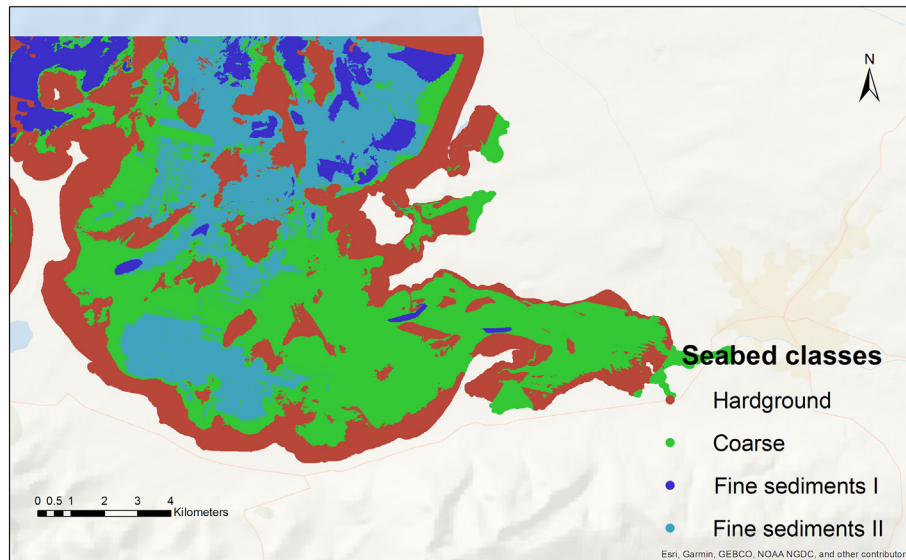 N
Seabed classes
Hardground
Coarse
Fine sediments I
Fine sediments II
0 0.5 1 2 3 4
Kilometers
Esri, Garmin, GEBCO, NOAA NGDC, and other contributor